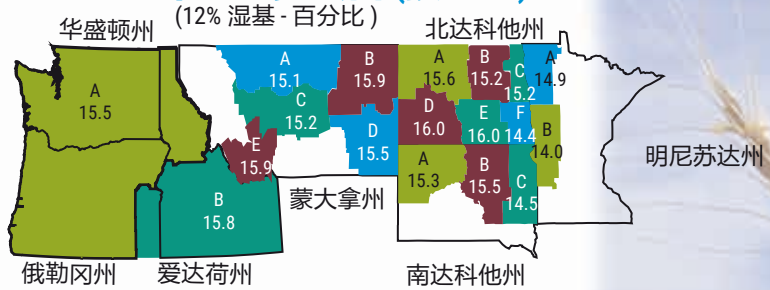 (12% 湿基 - 百分比 )
华盛顿州
北达科他州
A
15.5
A
15.1
B
15.9
C
15.2
D
15.5
E
15.9
B
15.8
A
15.6
B
15.2
C
15.2
D
16.0
E
16.0
F
14.4
A
14.9
B
14.0
A
15.3
B
15.5
C
14.5
明尼苏达州
蒙大拿州
俄勒冈州
爱达荷州
南达科他州